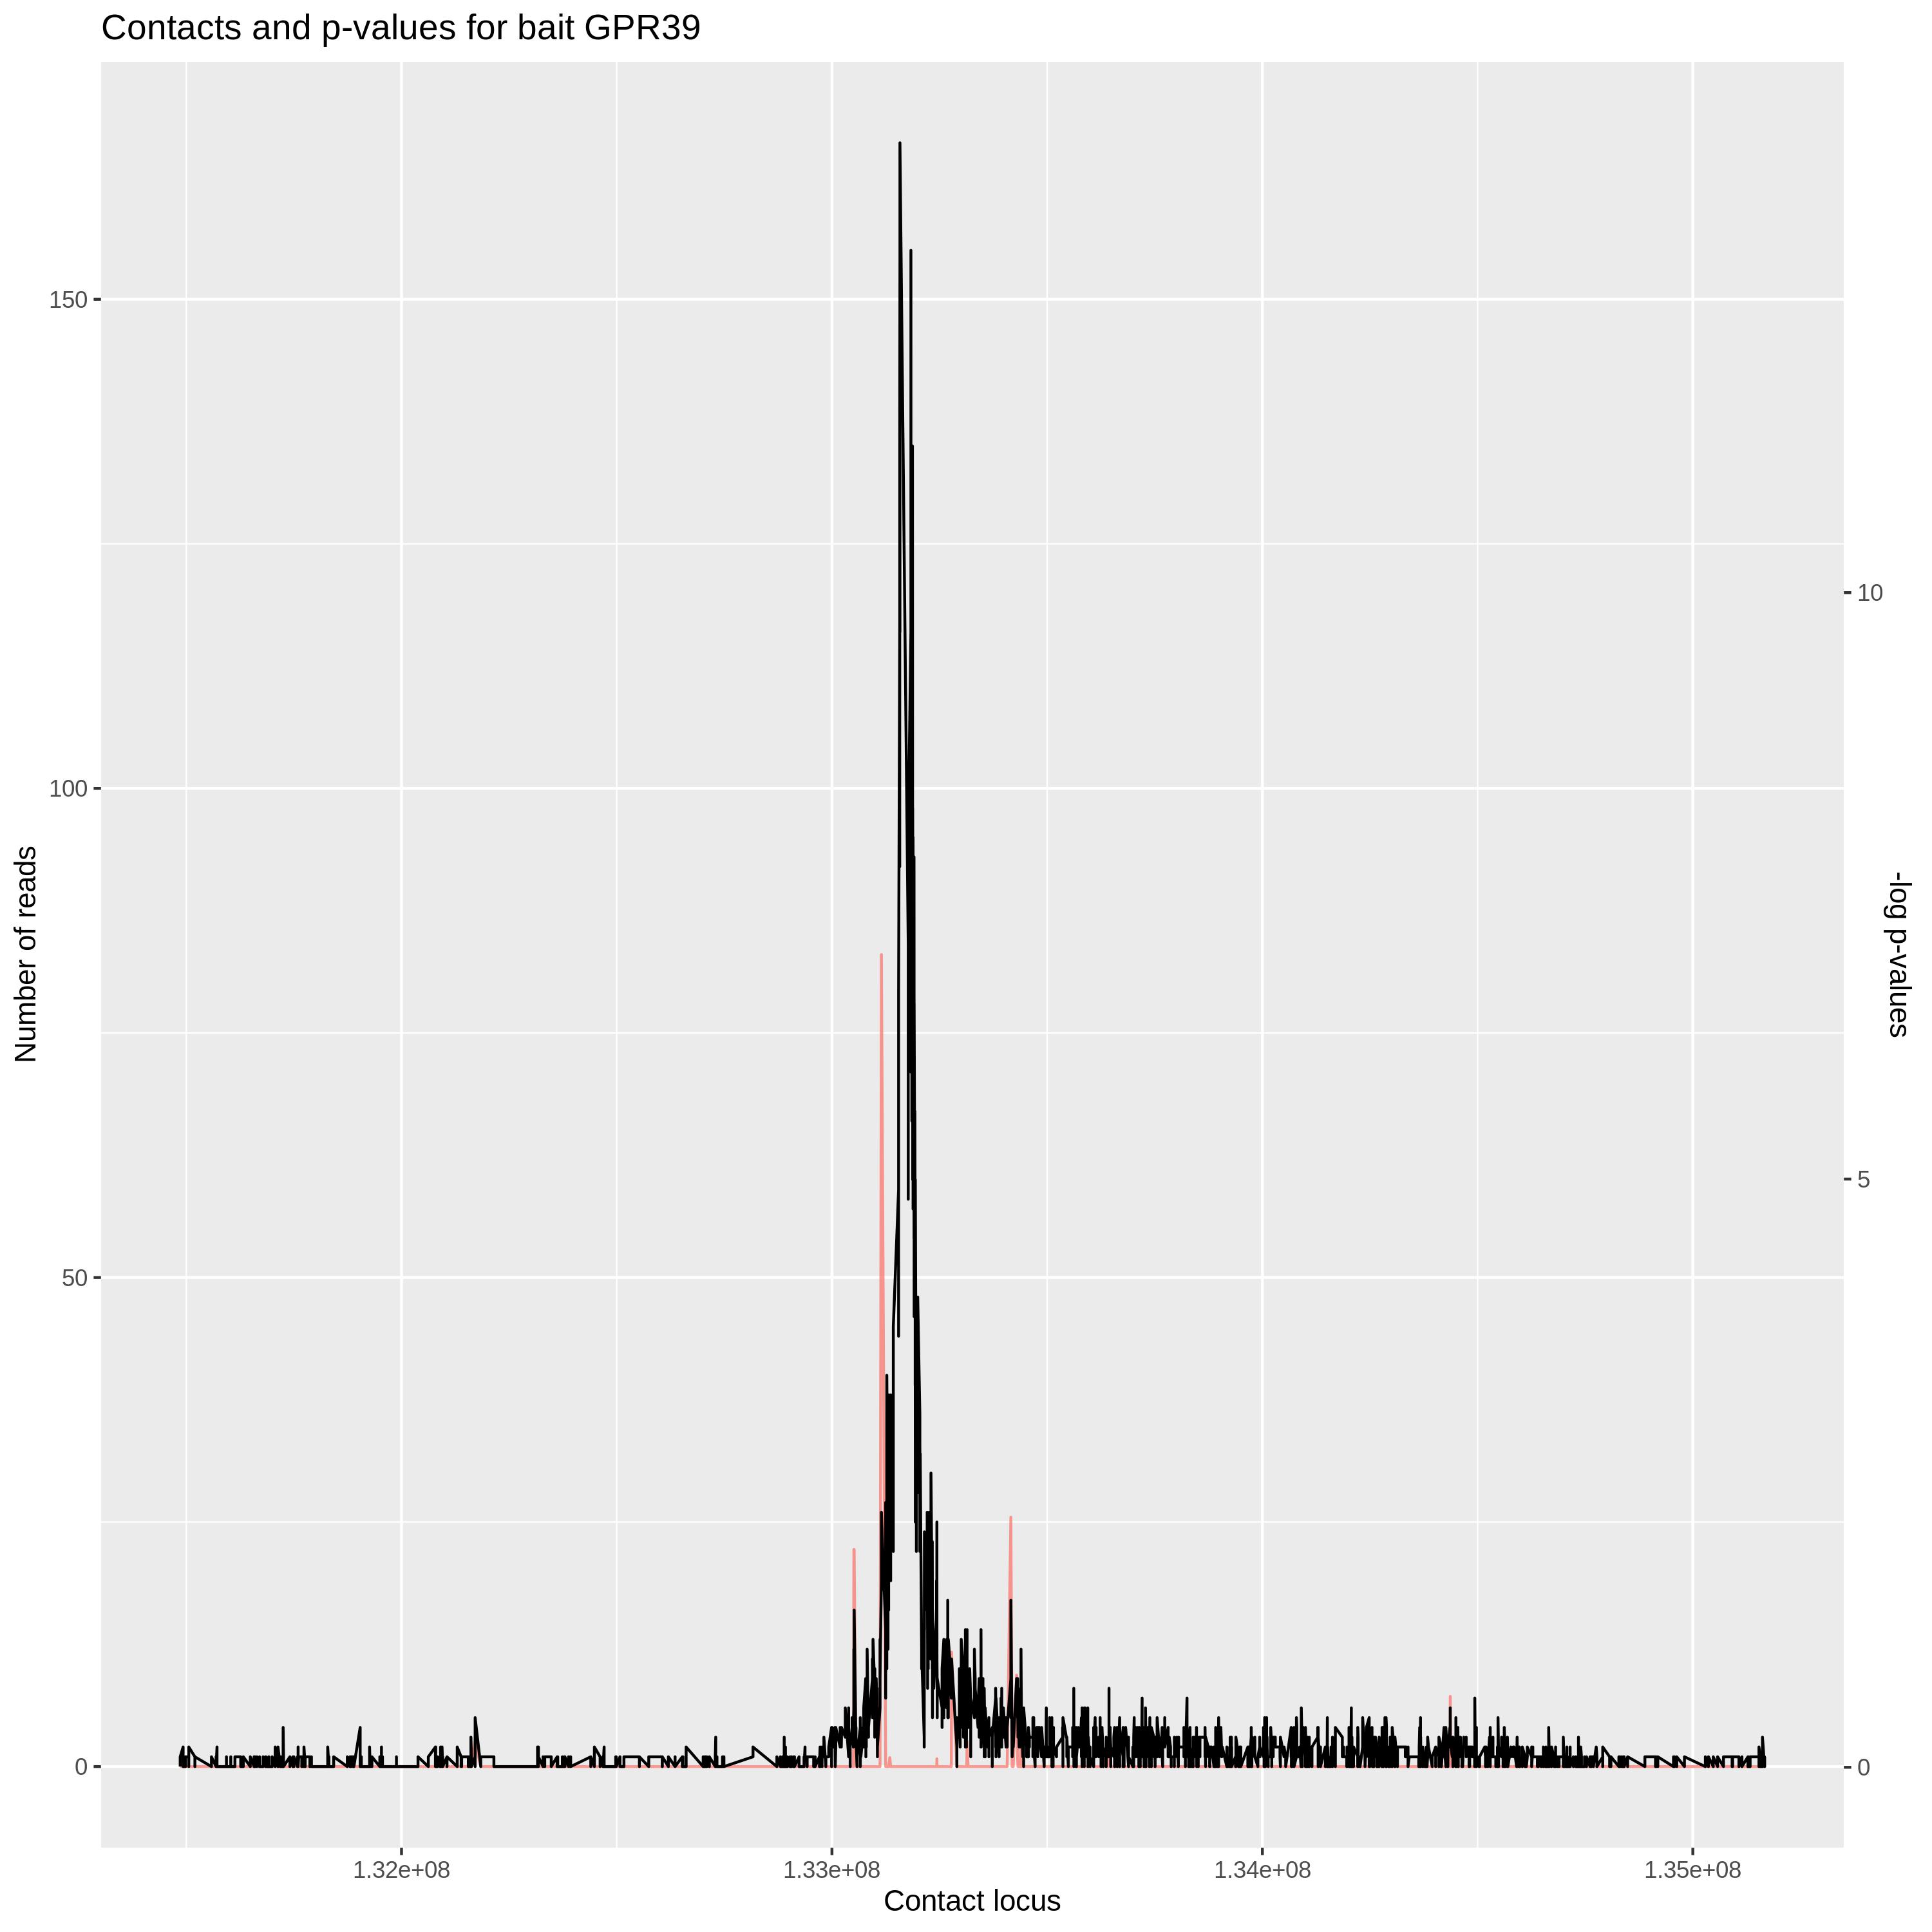 Contacts and p-values for bait GPR39
150
100
50
0
Number of reads
10
5
0
-log p-values
1.32e+08
1.33e+08
1.34e+08
1.35e+08
Contact locus